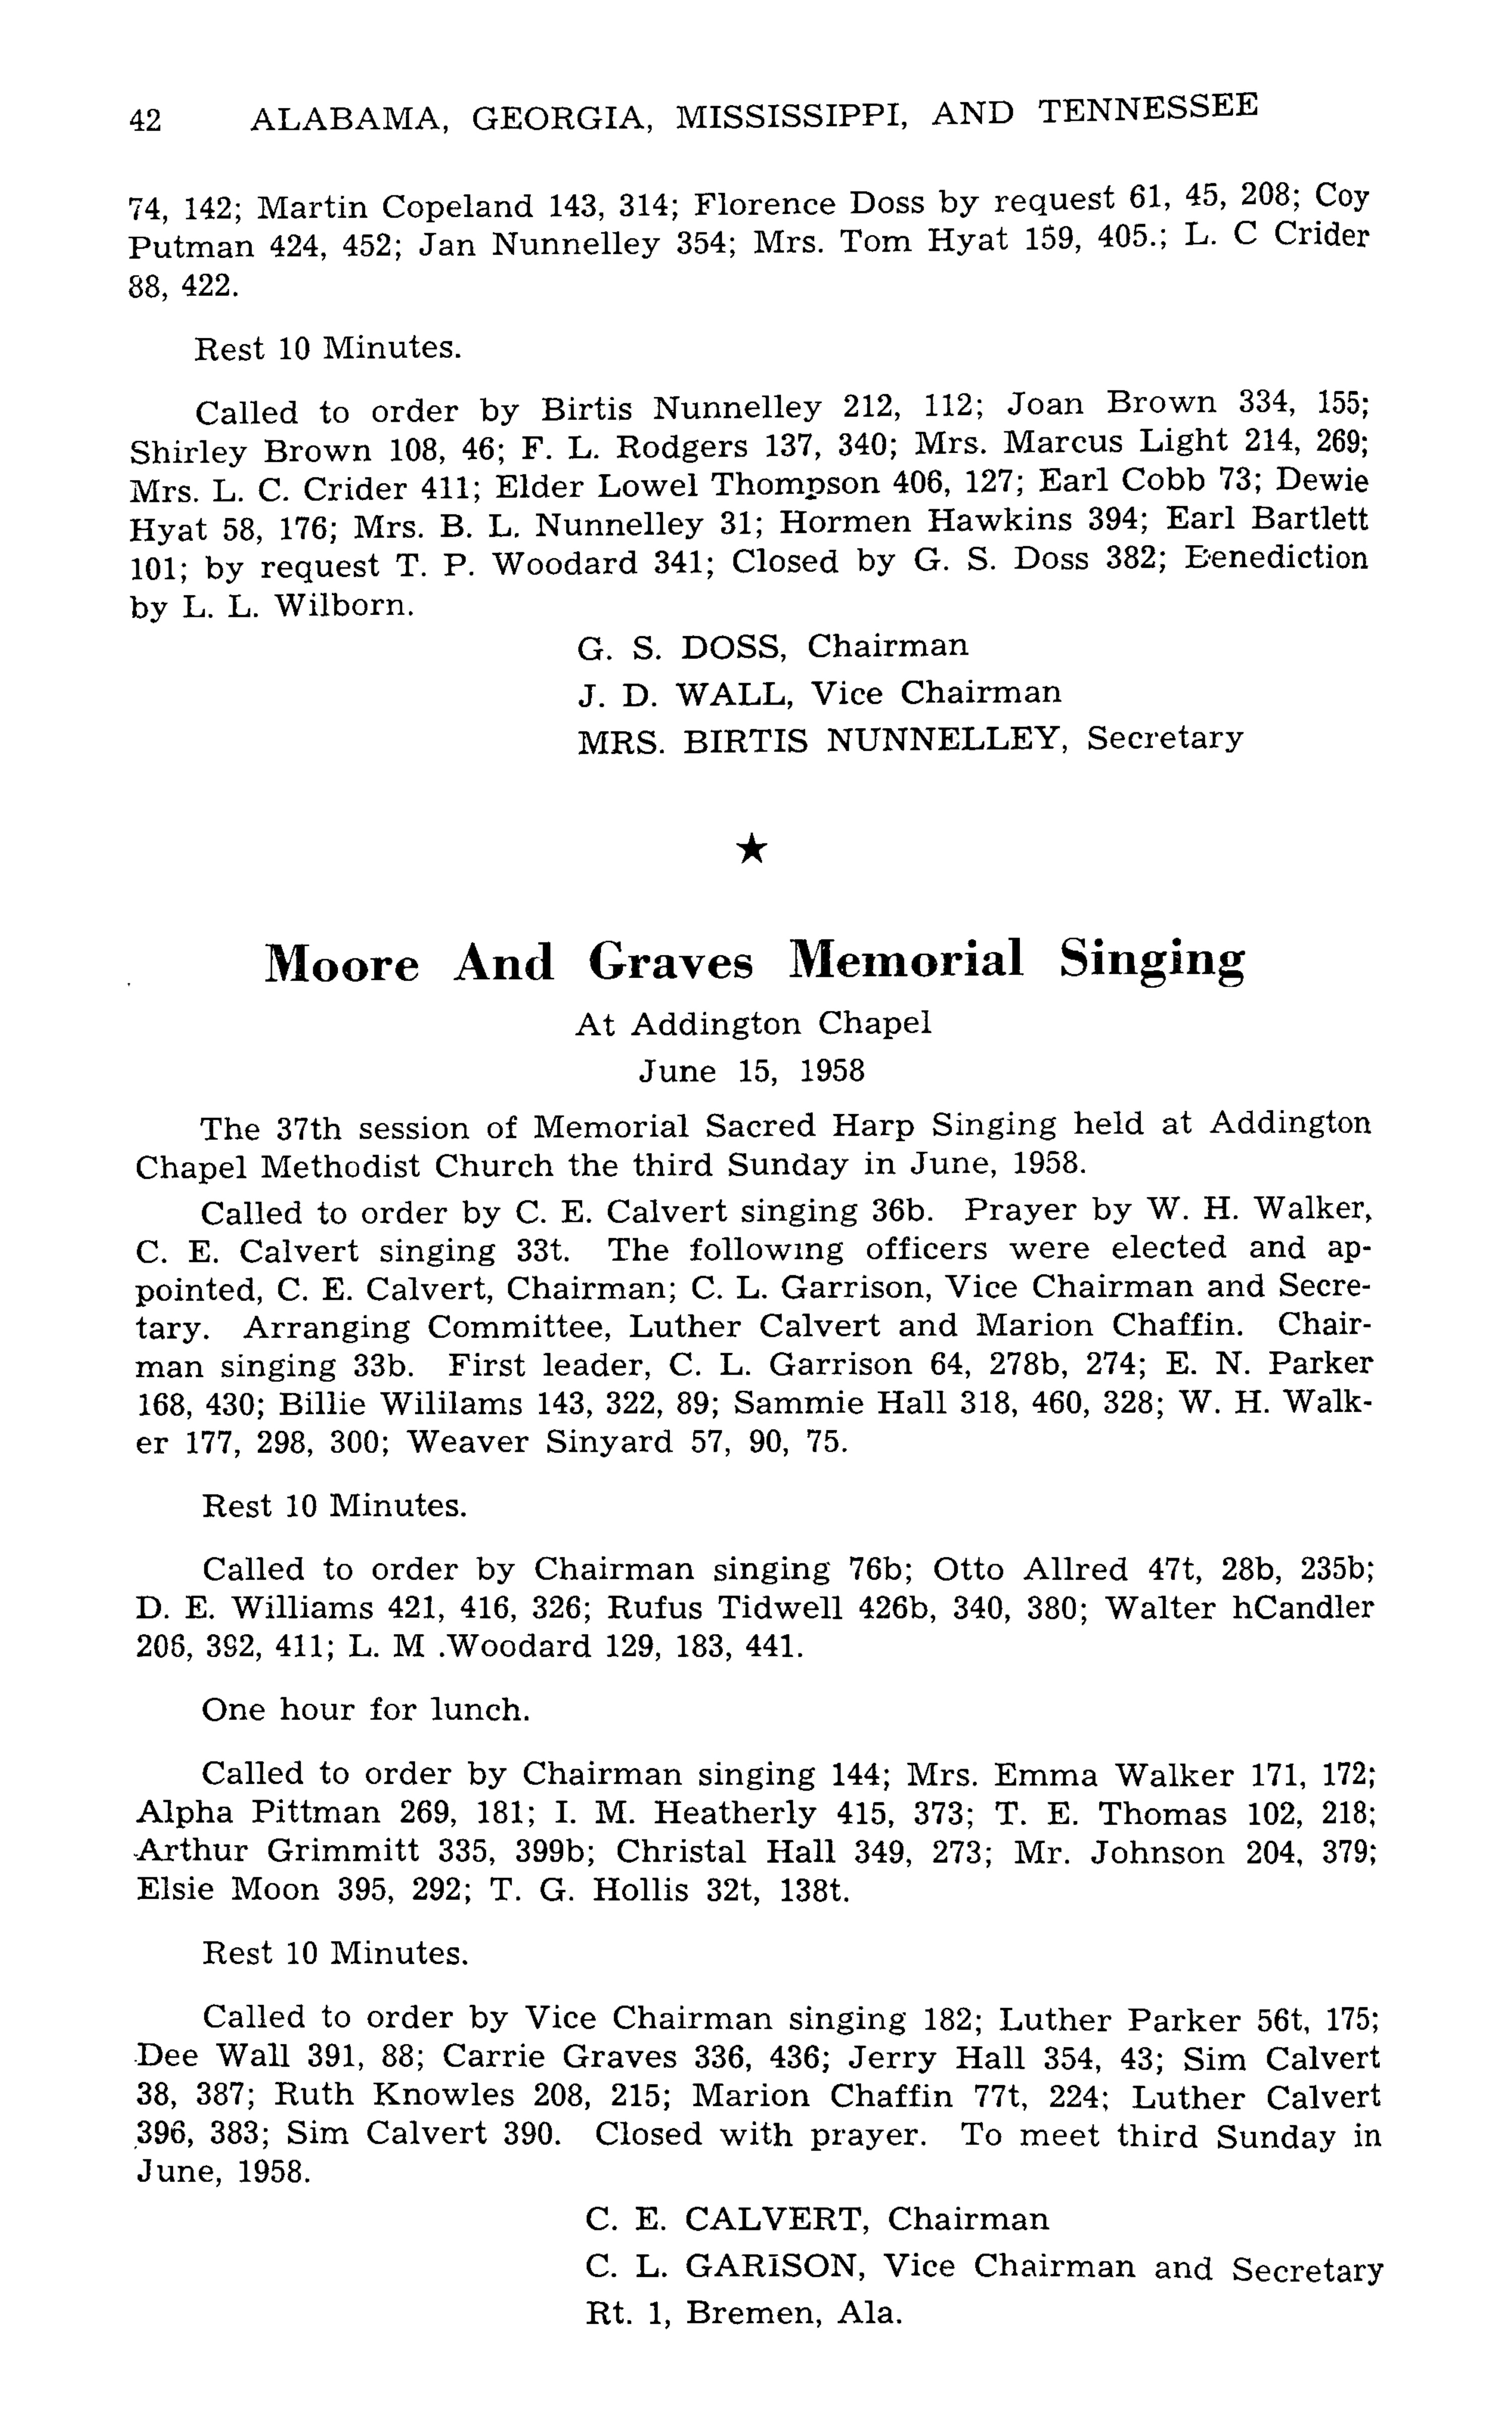 42 ALABAMA, GEORGIA, MISSISSIPPI, AND TENNESSEE
74, 142; Martin Copeland 143, 314; Florence Doss by request 61, 45, 208; Coy
Putman 424, 452; Jan Nunnelley 354; Mrs. Tom Hyat 159, 405.; L. C Crider
88, 422.
Rest 10 Minutes.
Called to order by Birtis Nunnelley 212, 112; Joan Brown 334, 155;
Shirley Brown 108, 46; F. L. Rodgers 137, 340; Mrs. Marcus Light 214, 269;
Mrs. L. C. Crider 411; Elder Lowel Thompson 406, 127; Earl Cobb 73; Dewie
Hyat 58, 176; Mrs. B. L. Nunnelley 31; Hormen Hawkins 394; Earl Bartlett
101; by request T. P. Woodard 341; Closed by G. S. Doss 382; Benediction
by L. L. Wilborn.
G. S. DOSS, Chairman
J. D. WALL, Vice Chairman
MRS. BIRTIS NUNNELLEY, Secretary
★
Moore And Graves Memorial Singing
At Addington Chapel
June 15, 1958
The 37th session of Memorial Sacred Harp Singing held at Addington
Chapel Methodist Church the third Sunday in June, 1958.
Called to order by C. E. Calvert singing 36b. Prayer by W. H. Walker,
C. E. Calvert singing 33t. The following officers were elected and ap-
pointed, C. E. Calvert, Chairman; C. L. Garrison, Vice Chairman and Secre-
tary. Arranging Committee, Luther Calvert and Marion Chaffin. Chair-
man singing 33b. First leader, C. L. Garrison 64, 278b, 274; E. N. Parker
168, 430; Billie Wililams 143, 322, 89; Sammie Hall 318, 460, 328; W. H. Walk-
er 177, 298, 300; Weaver Sinyard 57, 90, 75.
Rest 10 Minutes.
Called to order by Chairman singing 76b; Otto Allred 47t, 28b, 235b;
D. E. Williams 421, 416, 326; Rufus Tidwell 426b, 340, 380; Walter hCandler
206, 392, 411; L. M .Woodard 129, 183, 441.
One hour for lunch.
Called to order by Chairman singing 144; Mrs. Emma Walker 171, 172;
Alpha Pittman 269, 181; I. M. Heatherly 415, 373; T. E. Thomas 102, 218;
Arthur Grimmitt 335, 399b; Christal Hall 349, 273; Mr. Johnson 204, 379;
Elsie Moon 395, 292; T. G. Hollis 32t, 138t.
Rest 10 Minutes.
Called to order by Vice Chairman singing 182; Luther Parker 56t, 175;
Dee Wall 391, 88; Carrie Graves 336, 436; Jerry Hall 354, 43; Sim Calvert
38, 387; Ruth Knowles 208, 215; Marion Chaffin 77t, 224; Luther Calvert
396, 383; Sim Calvert 390. Closed with prayer. To meet third Sunday in
June, 1958.
C. E. CALVERT, Chairman
C. L. GARISON, Vice Chairman and Secretary
Rt. 1, Bremen, Ala.